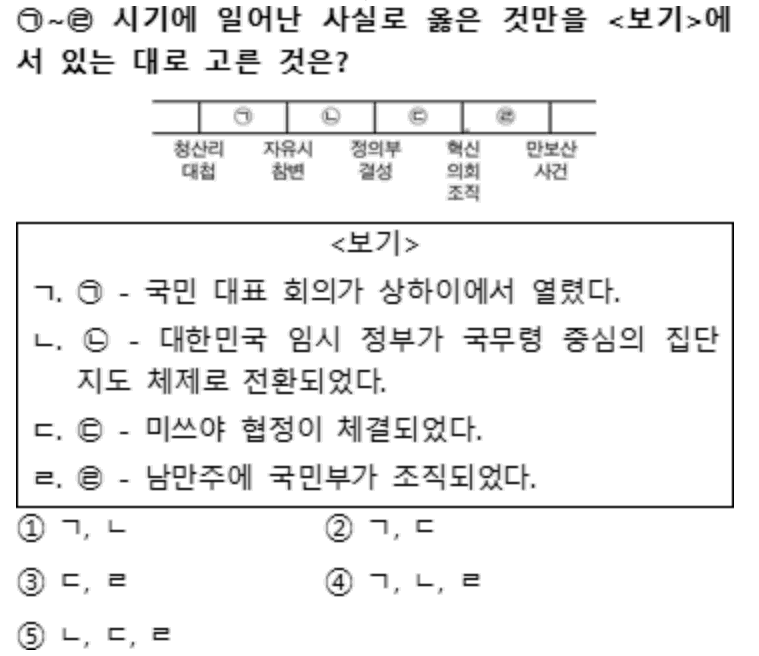 ㉠~㉣ 시기에 일어난 사실로 옳은 것만을 <보기>에
서 있는 대로 고른 것은?
㉠ ㉡ ㉢ ㉣
청산리 자유시 정의부 혁신 만보산
대첩 참변 결성 의회 사건
조직
<보기>
ㄱ. ㉠ - 국민 대표 회의가 상하이에서 열렸다.
ㄴ. ㉡ - 대한민국 임시 정부가 국무령 중심의 집단
지도 체제로 전환되었다.
ㄷ. ㉢ - 미쓰야 협정이 체결되었다.
ㄹ. ㉣ - 남만주에 국민부가 조직되었다.
① ㄱ, ㄴ ② ㄱ, ㄷ
③ ㄷ, ㄹ ④ ㄱ, ㄴ, ㄹ
⑤ ㄴ, ㄷ, ㄹ